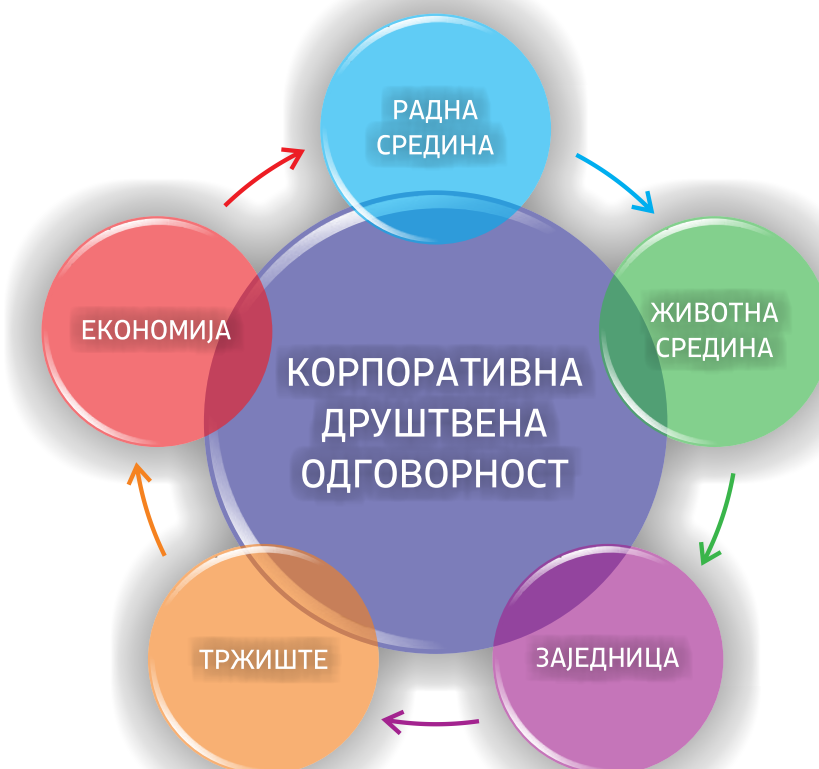 РАДНА
СРЕДИНА
ЕКОНОМИЈА
ЖИВОТНА
СРЕДИНА
КОРПОРАТИВНА
ДРУШТВЕНА
ОДГОВОРНОСТ
ТРЖИШТЕ
ЗАЈЕДНИЦА